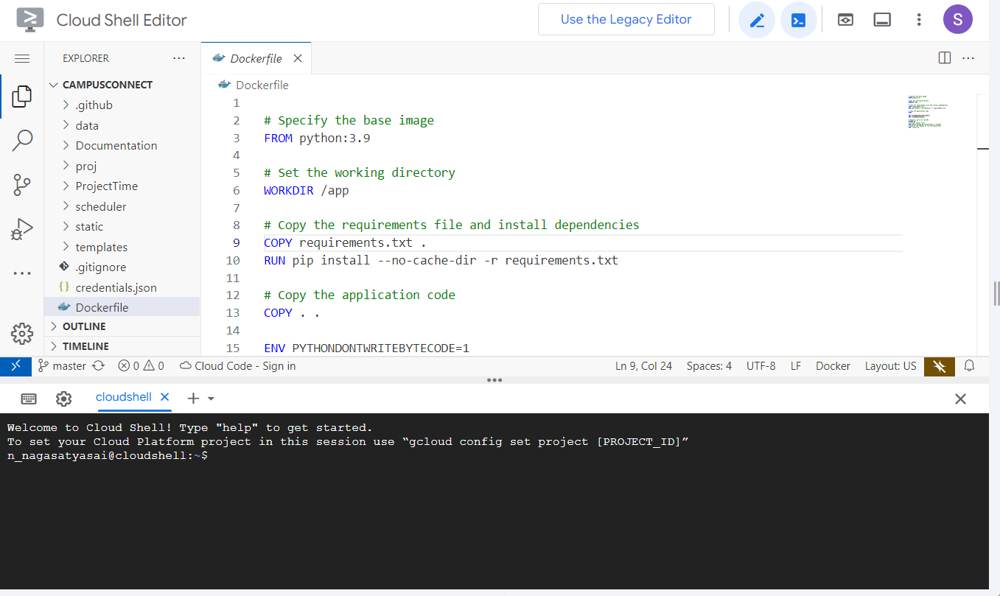 Cloud Shell Editor
Use the Legacy Editor
S
EXPLORER
CAMPUSCONNECT
.github
data
Documentation
proj
ProjectTime
scheduler
static
templates
.gitignore
{} credentials.json
Dockerfile
OUTLINE
TIMELINE
Dockerfile
Dockerfile
1
2 # Specify the base image
3 FROM python:3.9
4
5 # Set the working directory
6 WORKDIR /app
7
8 # Copy the requirements file and install dependencies
9 COPY requirements.txt .
10 RUN pip install --no-cache-dir -r requirements.txt
11
12 # Copy the application code
13 COPY . .
14
15 ENV PYTHONDONTWRITEBYTECODE=1
master 0 0 Cloud Code - Sign in Ln 9, Col 24 Spaces: 4 UTF-8 LF Docker Layout: US
cloudshell
Welcome to Cloud Shell! Type "help" to get started.
To set your Cloud Platform project in this session use “gcloud config set project [PROJECT_ID]”
n_nagasatyasai@cloudshell:~$